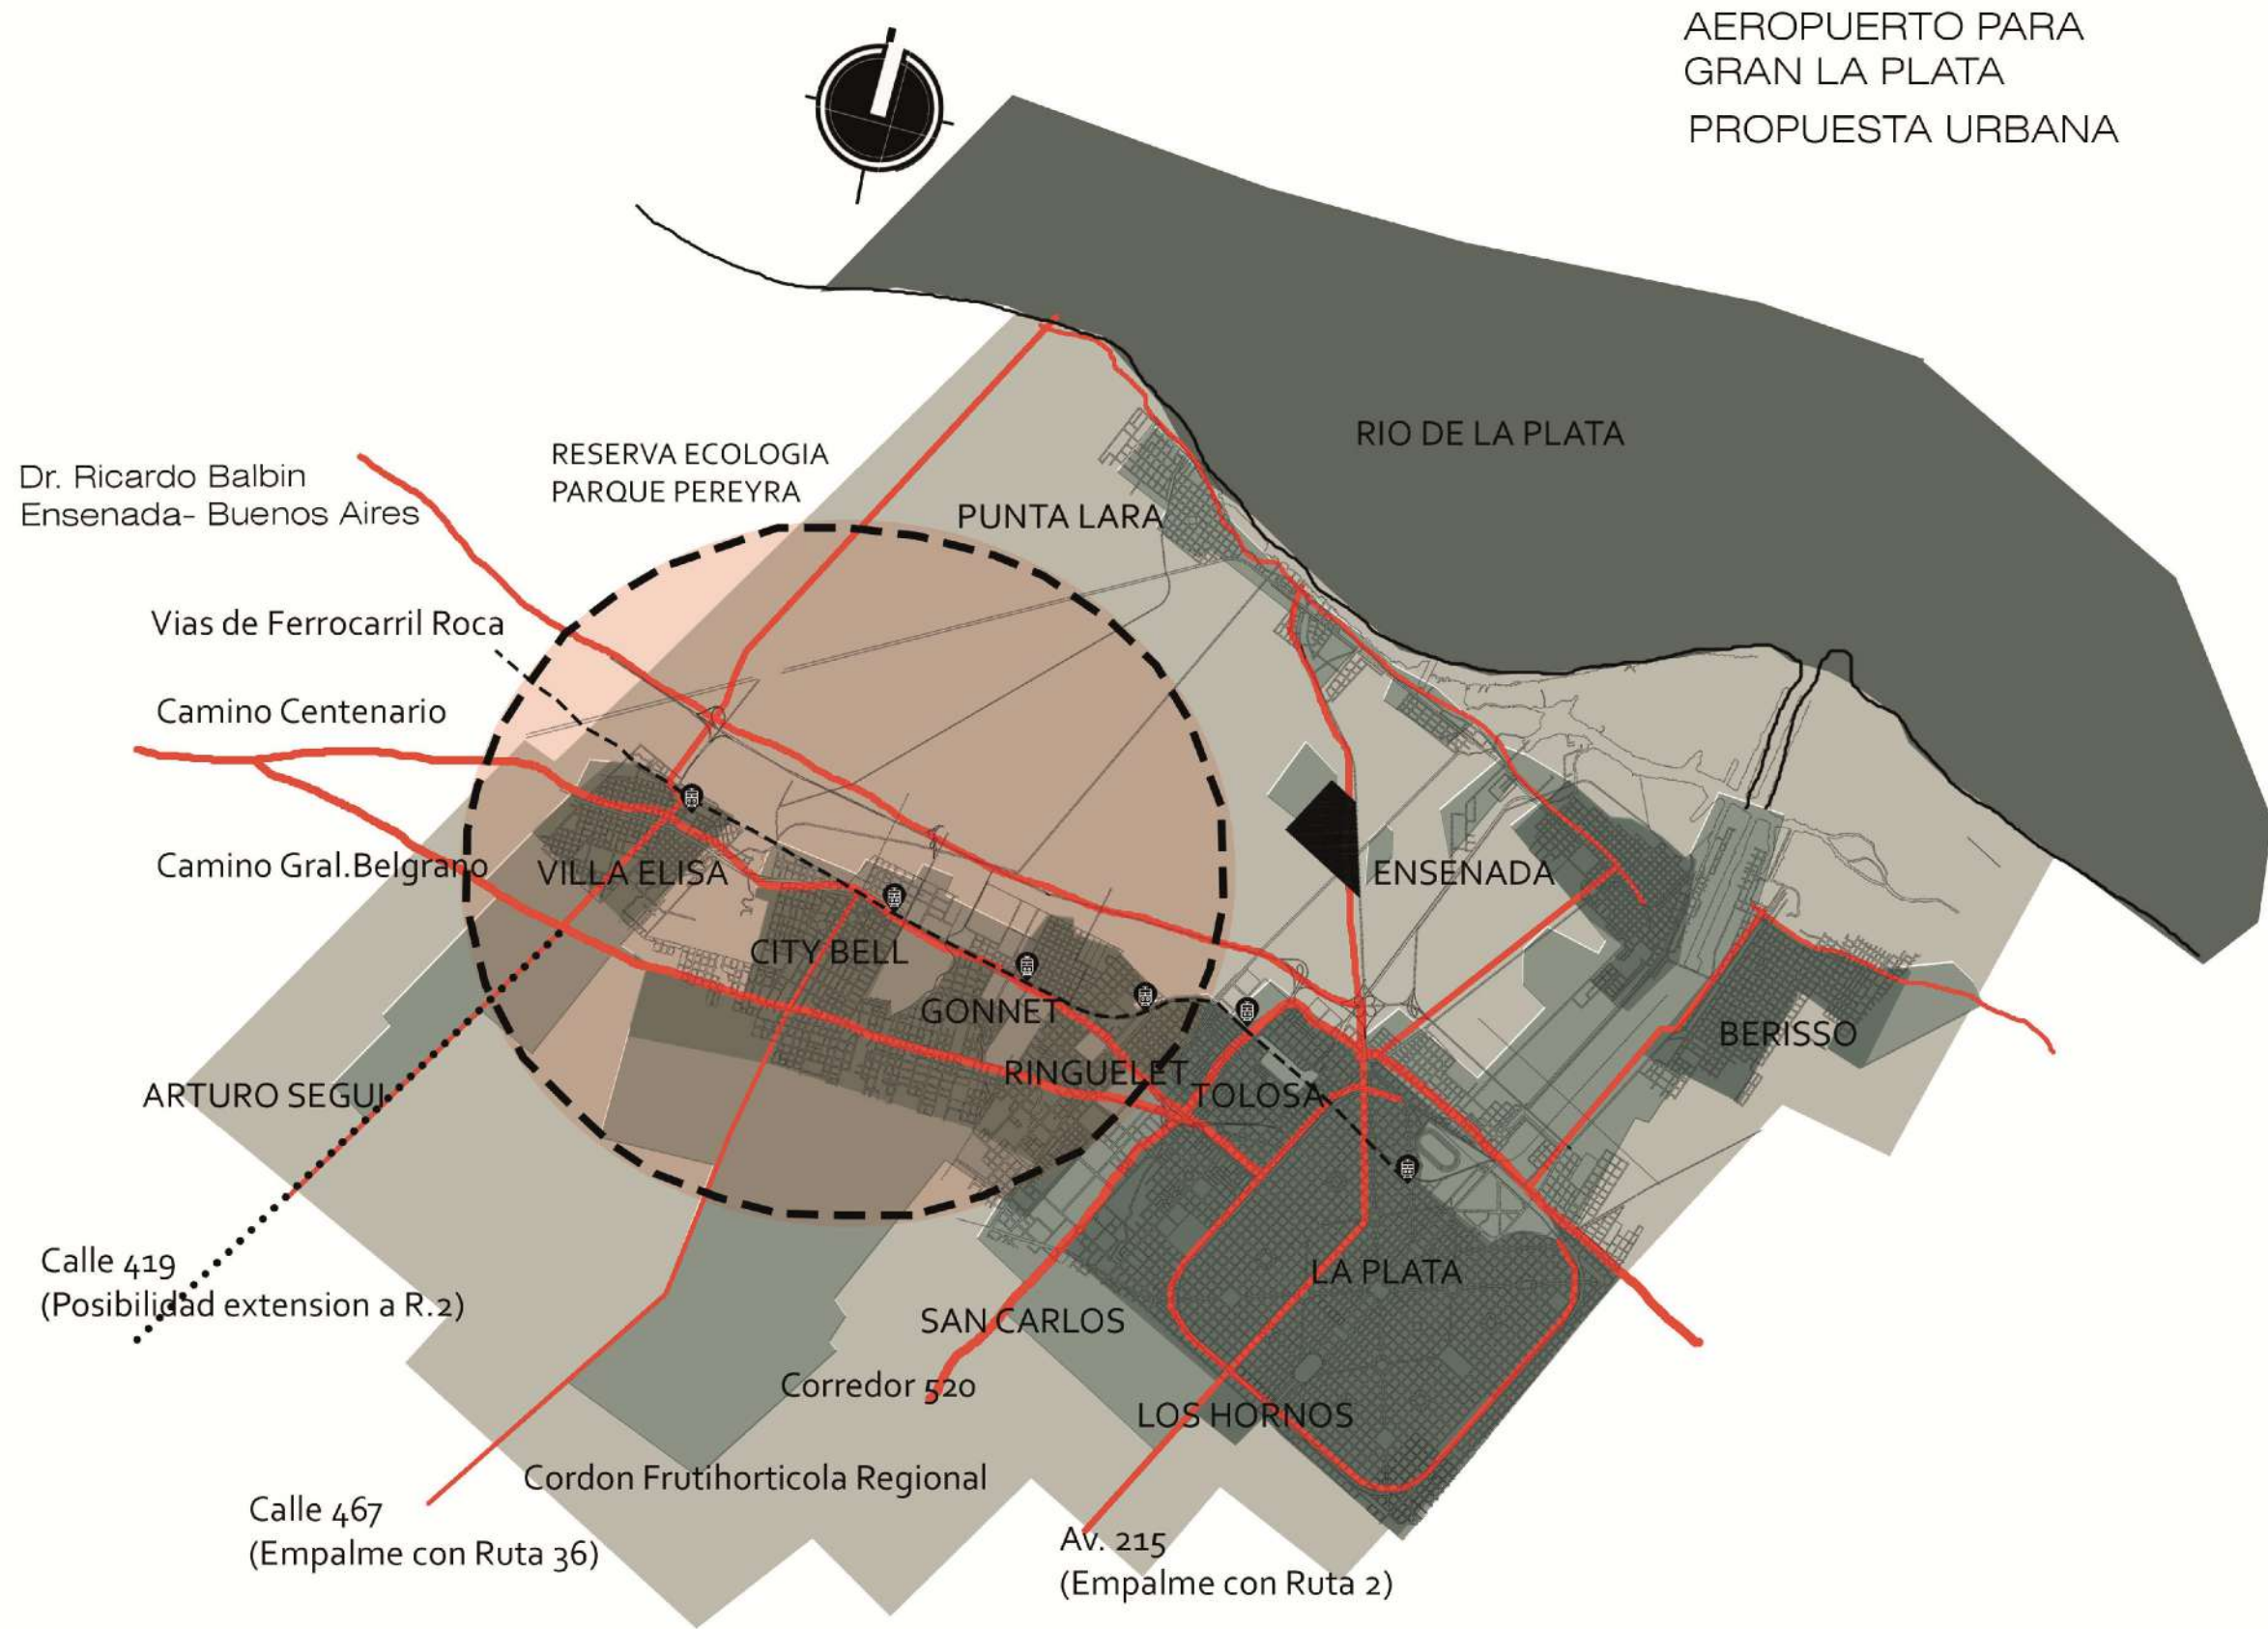 AEROPUERTO PARA
GRAN LA PLATA
PROPUESTA URBANA
RIO DE LA PLATA
RESERVA ECOLOGIA
PARQUE PEREYRA
Dr. Ricardo Balbin
Ensenada- Buenos Aires
PUNTA LARA
Vias de Ferrocarril Roca
Camino Centenario
Camino Gral.Belgrano
VILLA ELISA
ENSENADA
CITY BELL
GONNET
BERISSO
RINGUELET
TOLOSA
ARTURO SEGUI
Calle 419
(Posibilidad extension a R.2)
LA PLATA
SAN CARLOS
Corredor 520
LOS HORNOS
Cordon Frutihorticola Regional
Calle 467
(Empalme con Ruta 36)
Av. 215
(Empalme con Ruta 2)